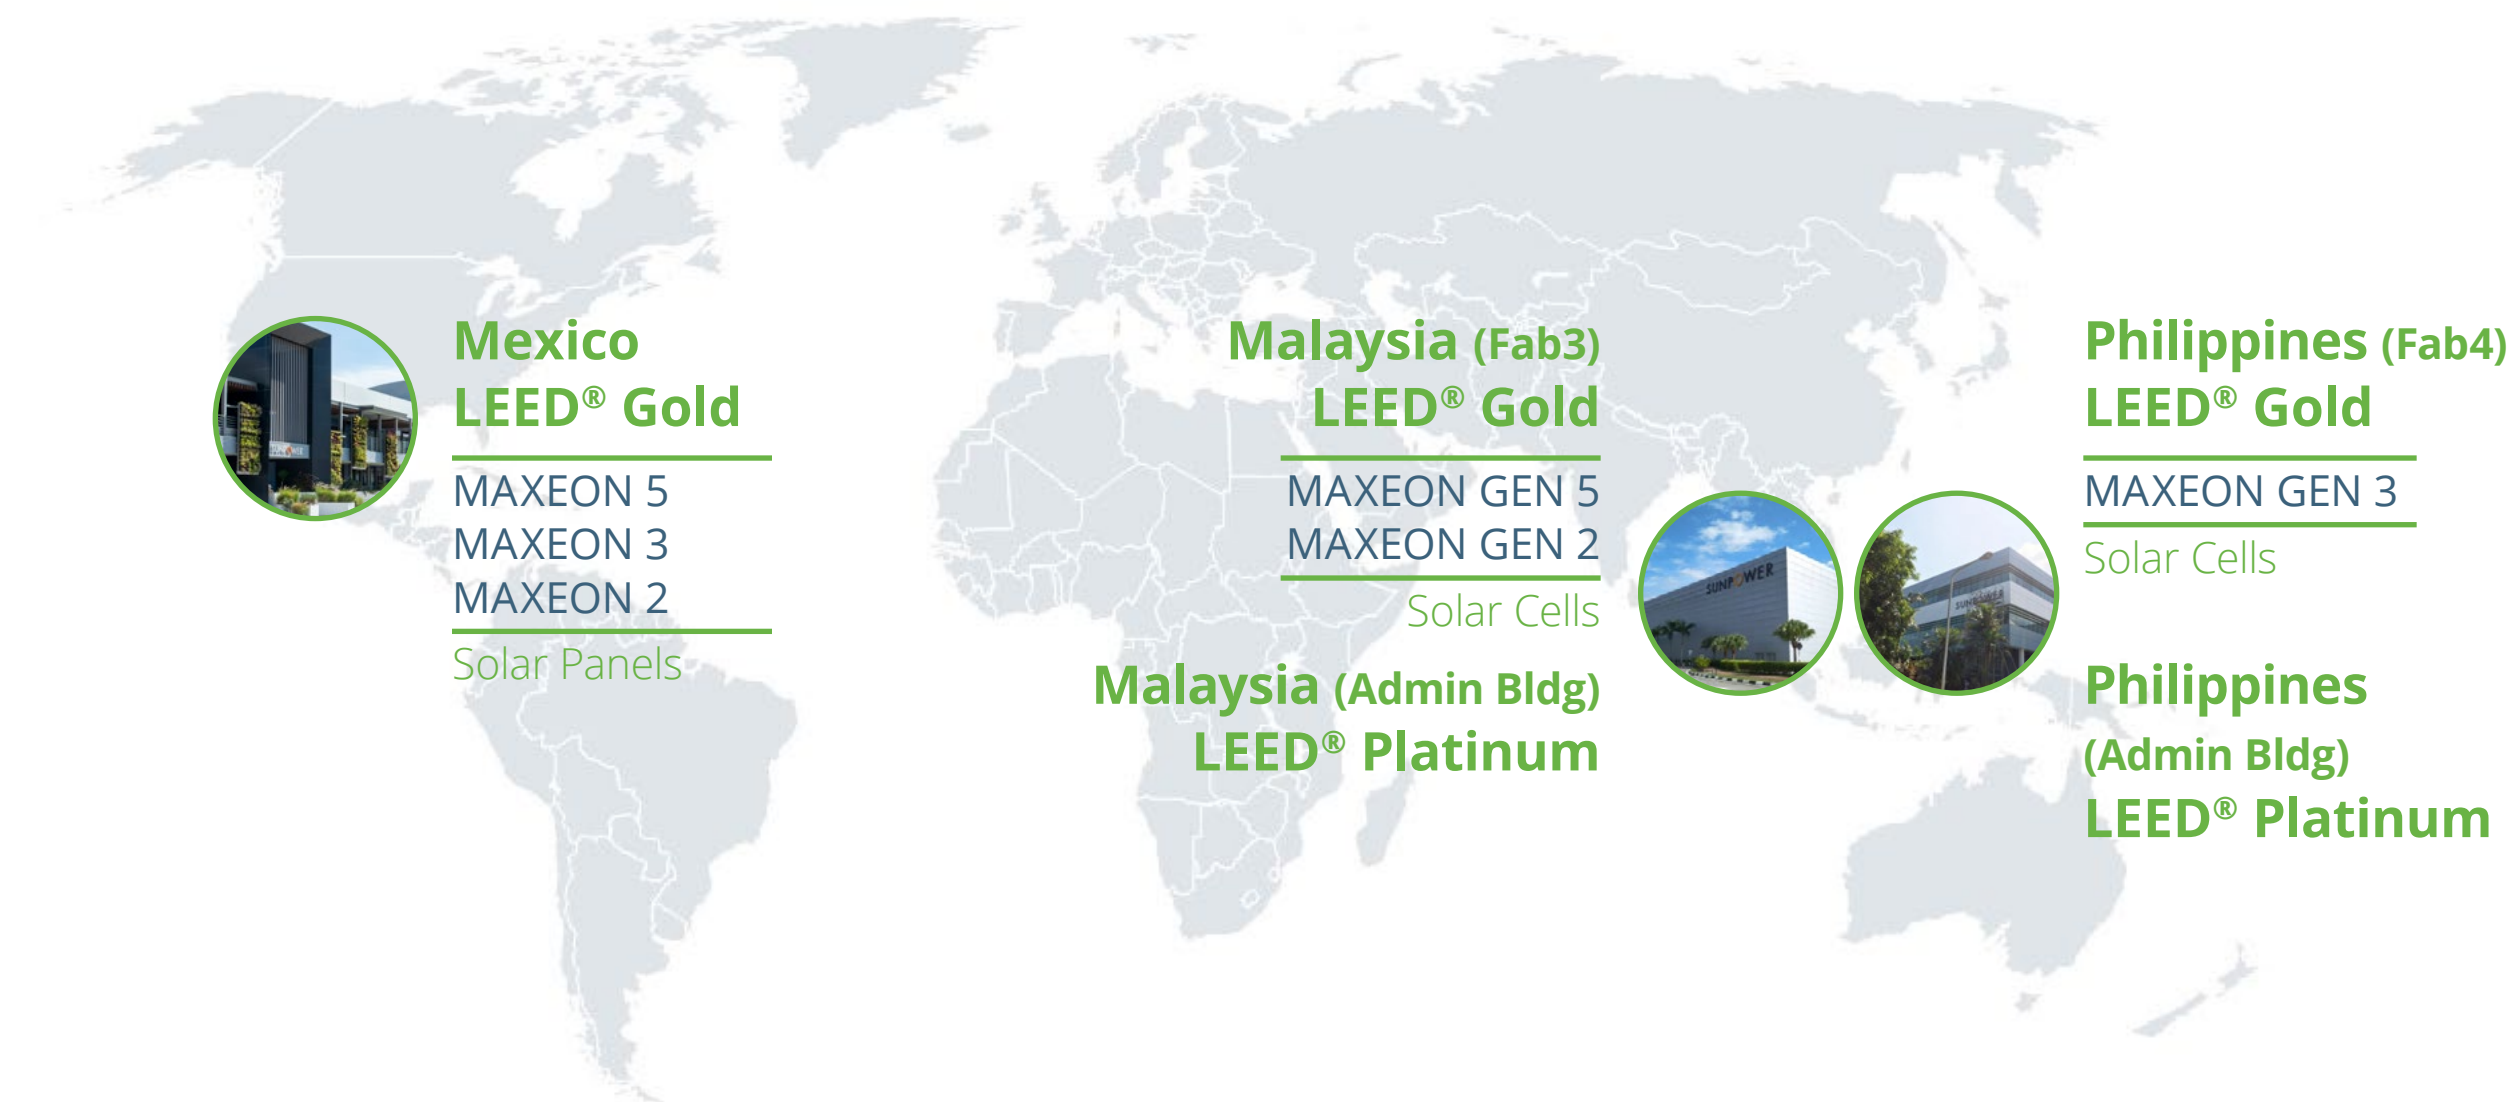 Mexico
LEED® Gold
MAXEON 5
MAXEON 3
MAXEON 2
Solar Panels
Malaysia (Fab3)
LEED® Gold
MAXEON GEN 5
MAXEON GEN 2
Solar Cells
Malaysia (Admin Bldg)
LEED® Platinum
SUNPOWER
SUNPOWER
Philippines (Fab4)
LEED® Gold
MAXEON GEN 3
Solar Cells
Philippines
(Admin Bldg)
LEED® Platinum